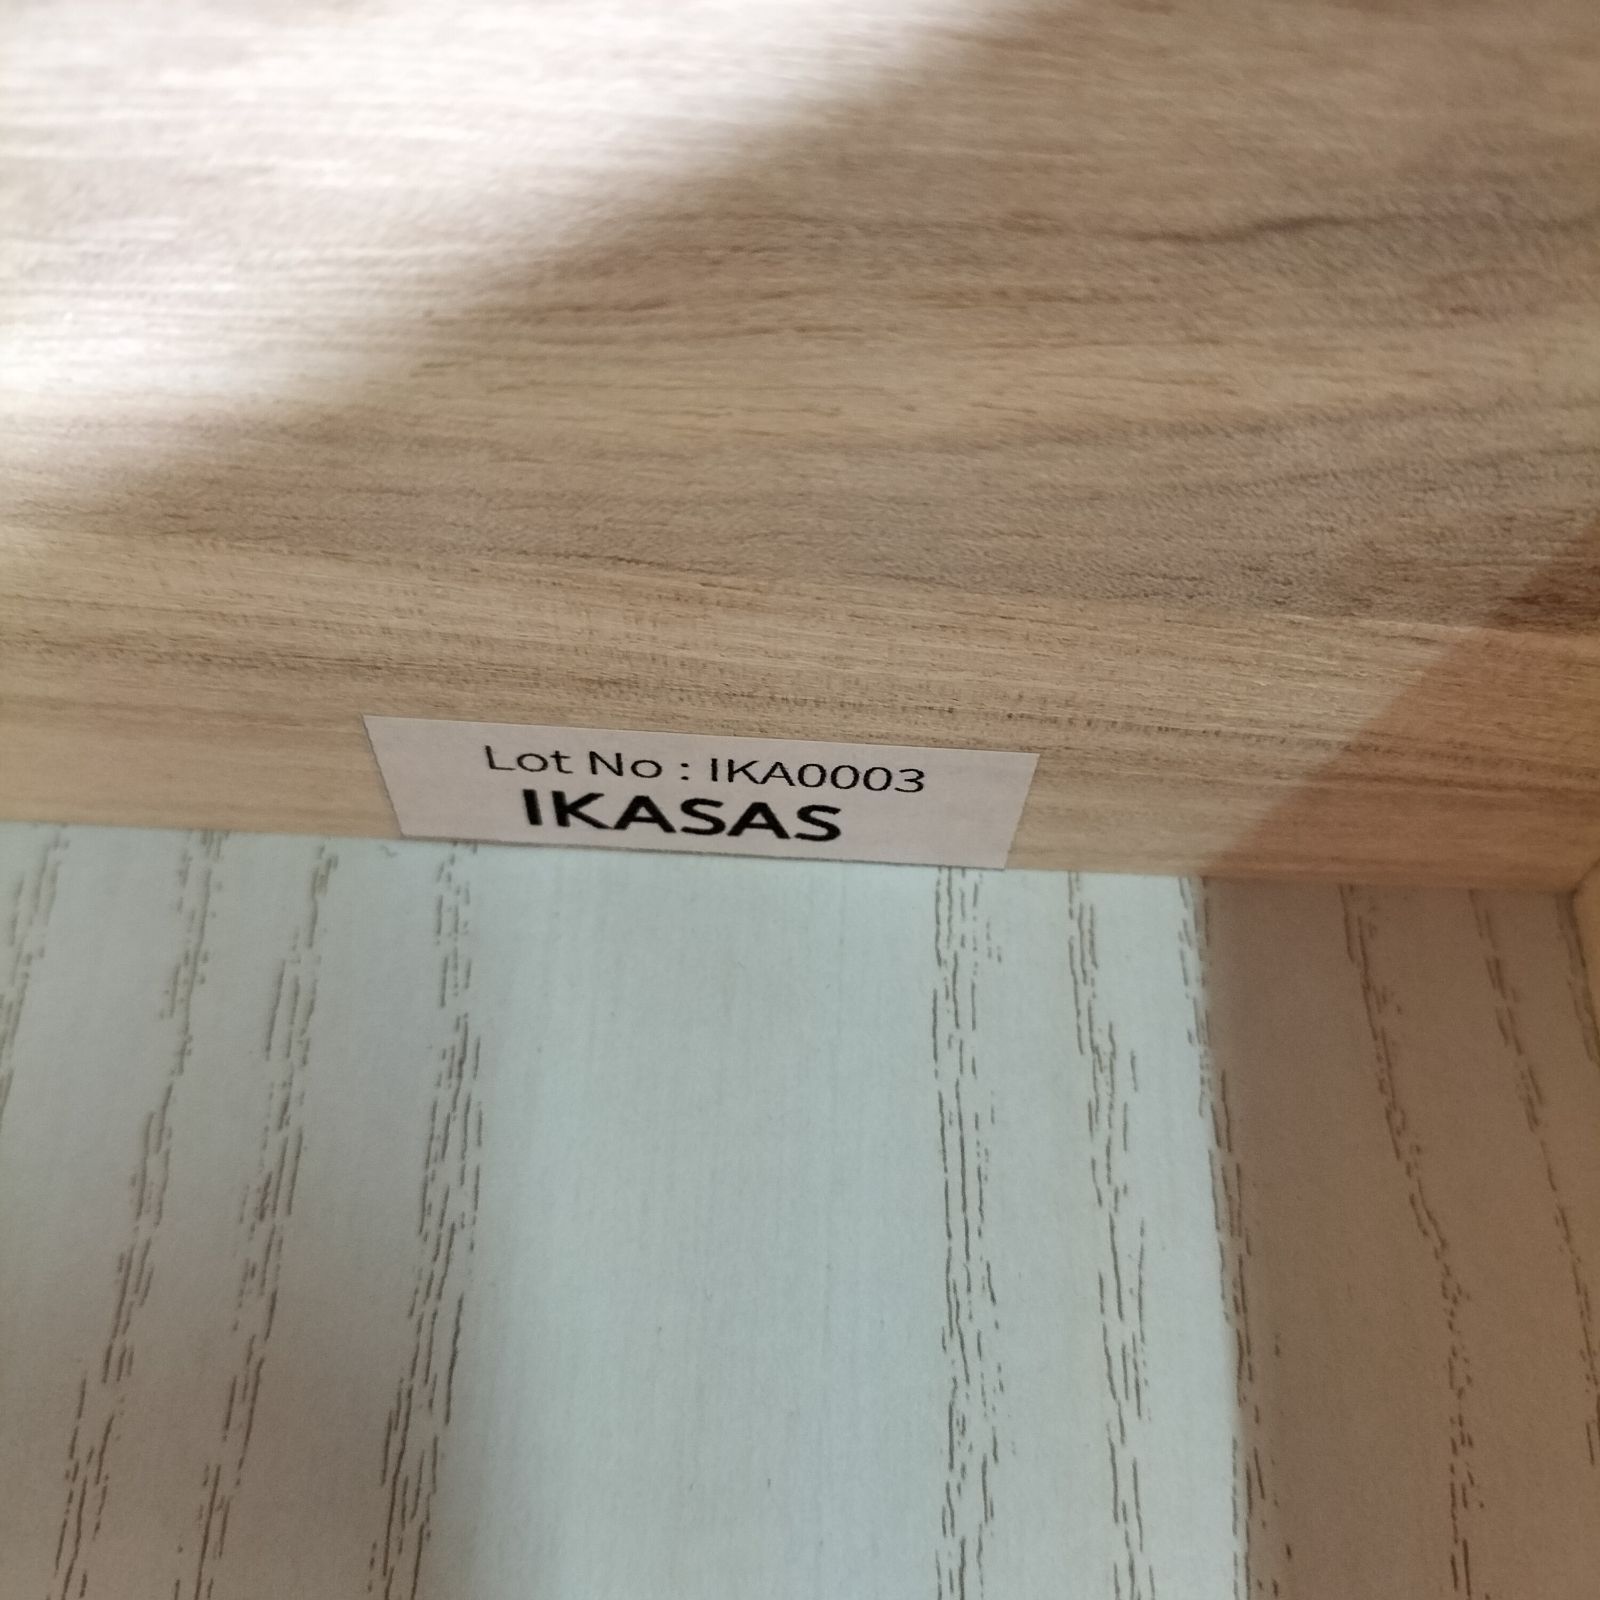 Lot No : IKA0003
IKASAS